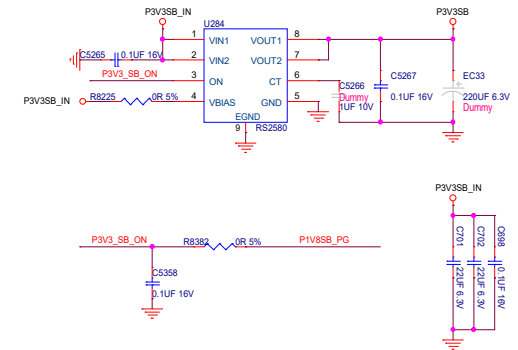 P3V3SB_IN
P3V3SB
U284
1 VIN1 VOUT1 8
C5265 0.1UF 16V
2 VIN2 VOUT2 7
P3V3_SB_ON
3 ON CT 6
C5266
Dummy
1UF 10V
C5267
0.1UF 16V
EC33
220UF 6.3V
Dummy
P3V3SB_IN R8225 0R 5%
4 VBIAS GND 5
EGND
9 RS2580
P3V3SB_IN
P3V3_SB_ON R8382 0R 5% P1V8SB_PG
C5358
0.1UF 16V
C701
22UF 6.3V
C702
22UF 6.3V
C698
0.1UF 16V